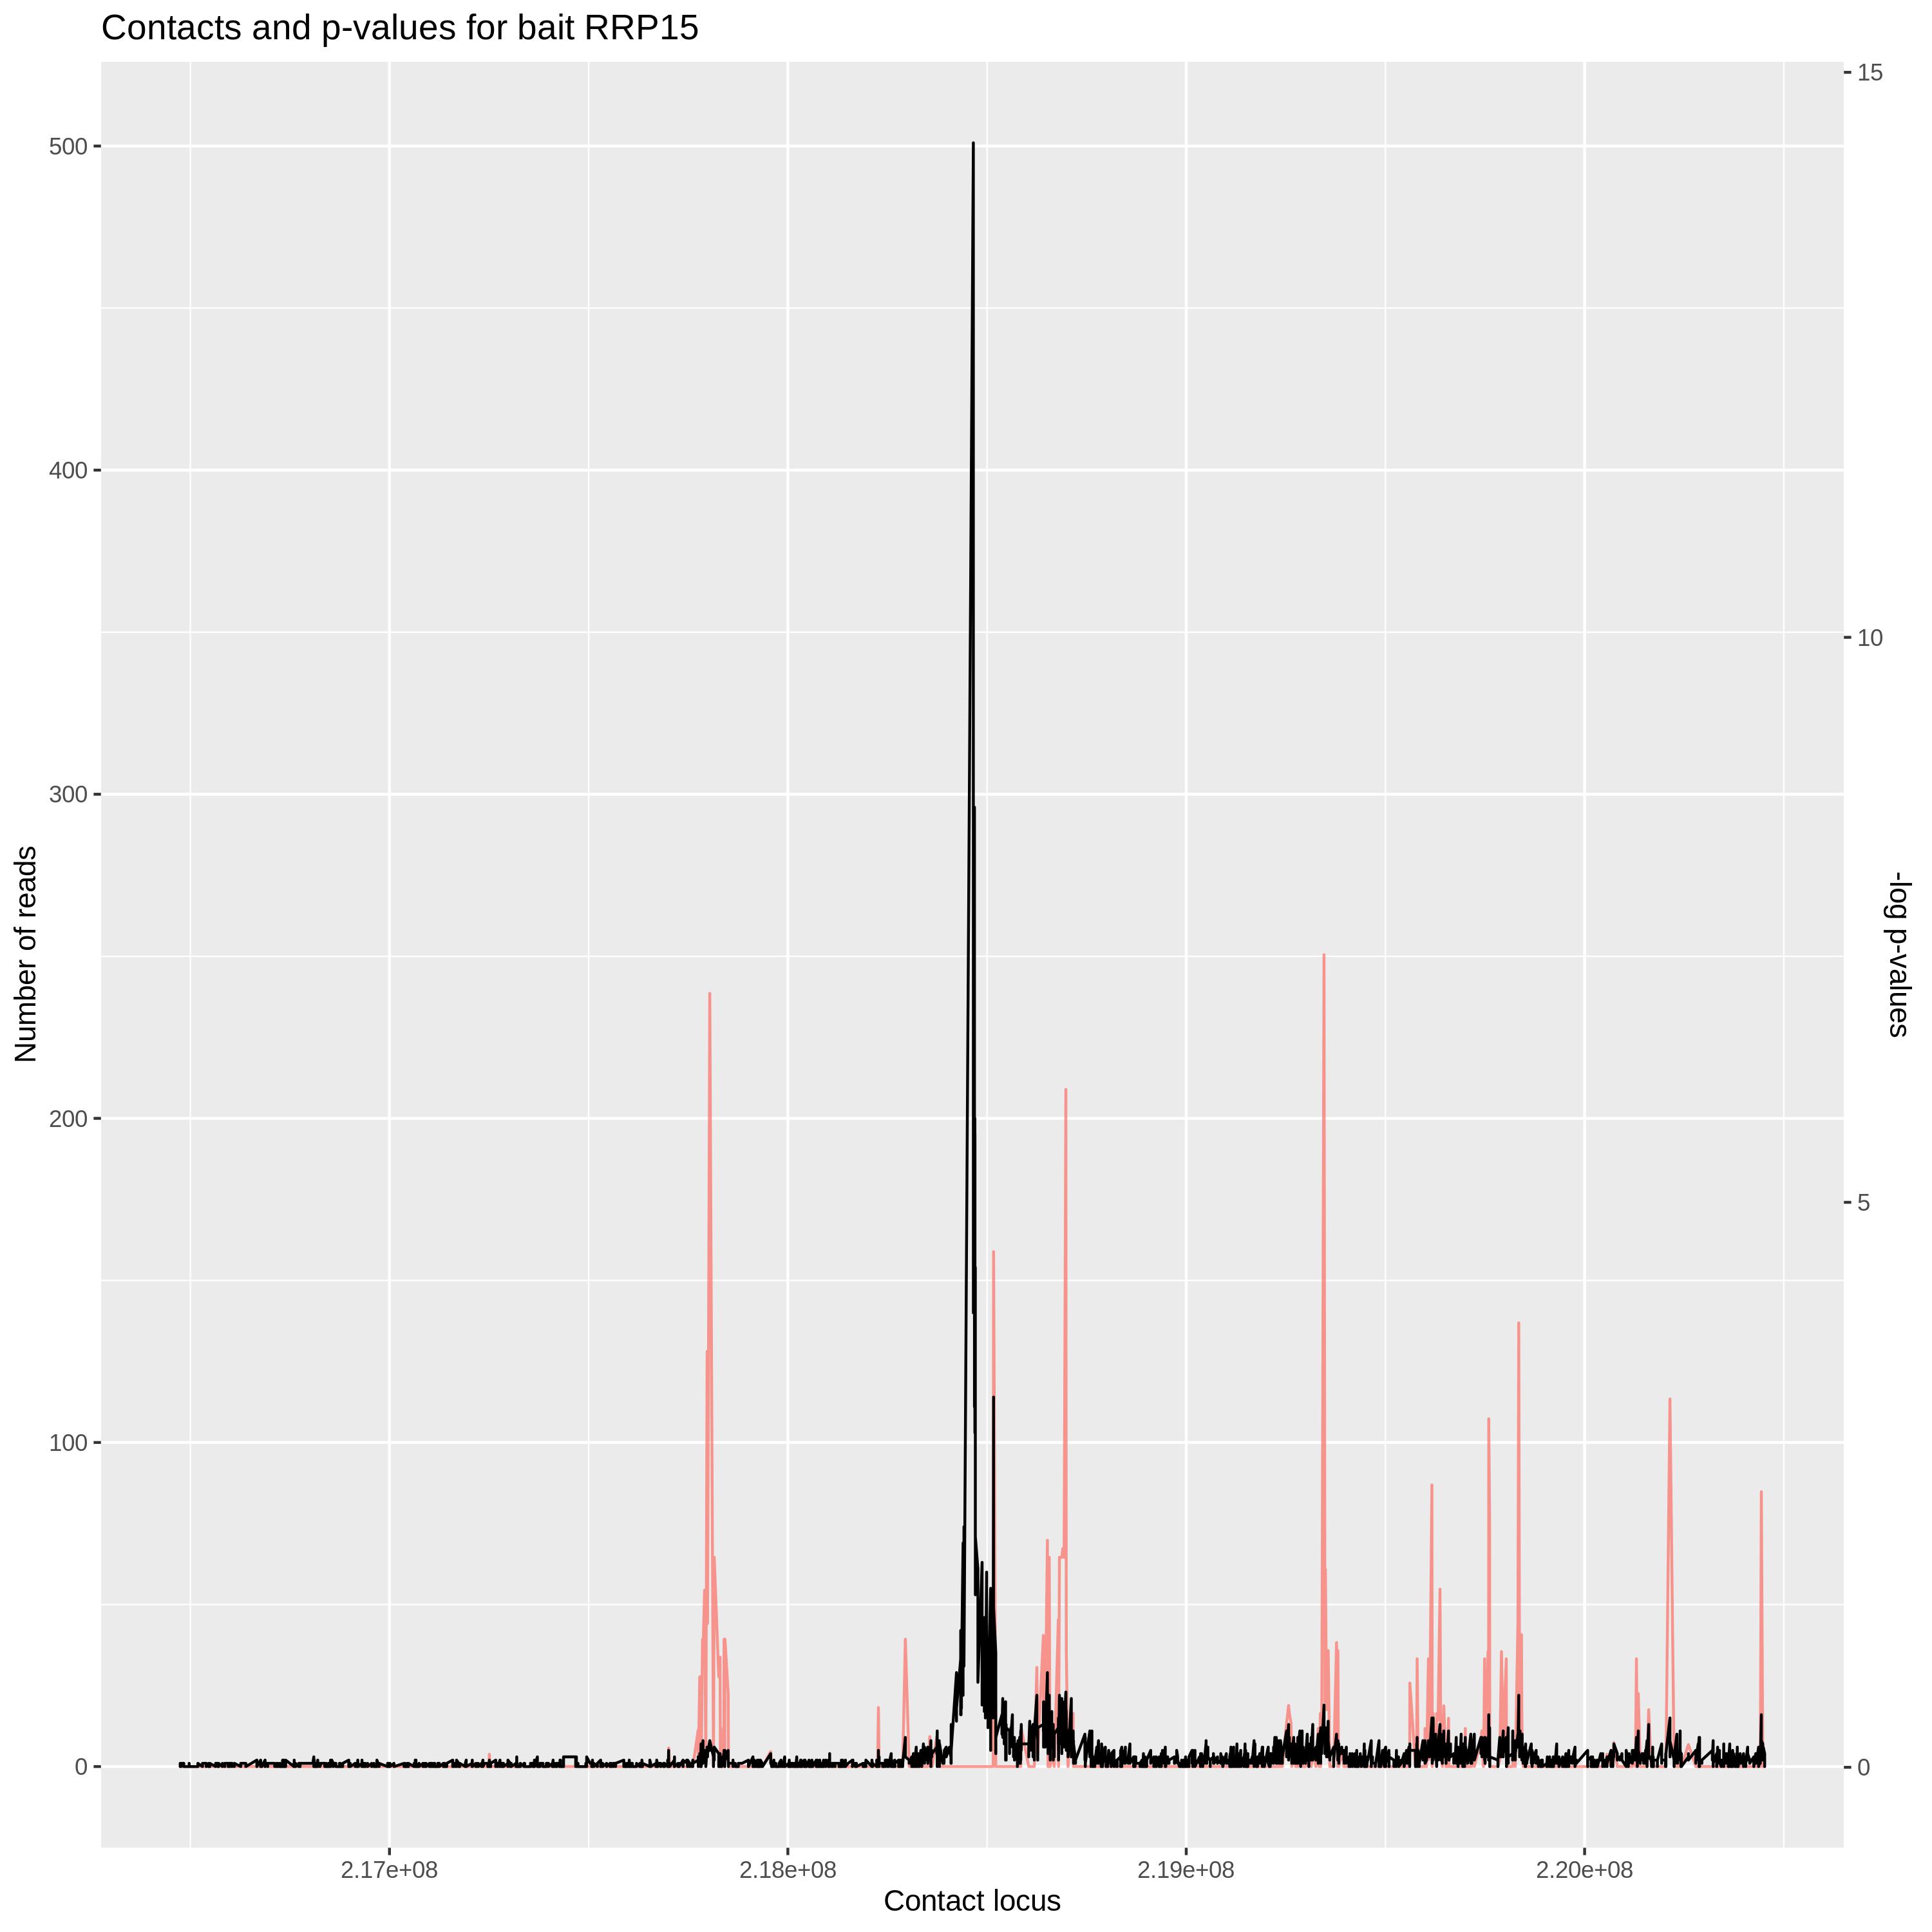 Contacts and p-values for bait RRP15
15
500
400
10
300
Number of reads
-log p-values
200
5
100
0
0
2.17e+08
2.18e+08
2.19e+08
2.20e+08
Contact locus